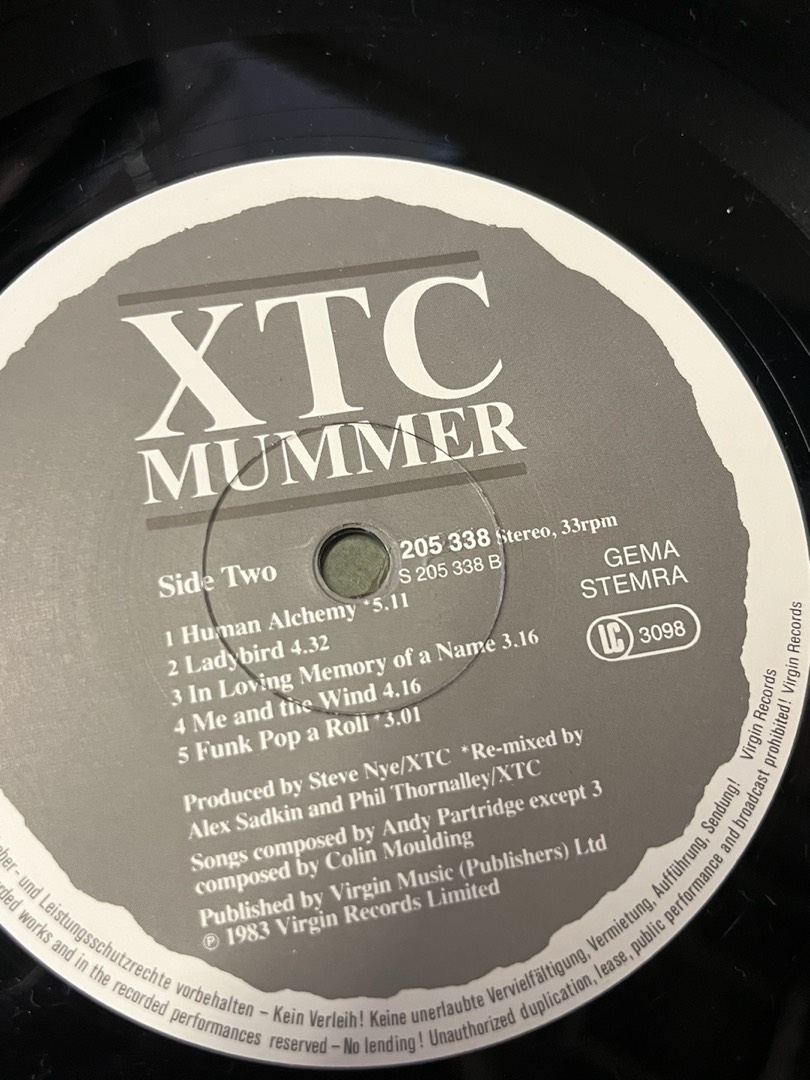 XTC
MUMMER
Side Two
205 338 Stereo, 33rpm
S 205 338 B
GEMA
STEMRA
LC 3098
1 Human Alchemy *5.11
2 Ladybird 4.32
3 In Loving Memory of a Name 3.16
4 Me and the Wind 4.16
5 Funk Pop a Roll *3.01
Produced by Steve Nye/XTC *Re-mixed by
Alex Sadkin and Phil Thornalley/XTC
Songs composed by Andy Partridge except 3
composed by Colin Moulding
Published by Virgin Music (Publishers) Ltd
℗ 1983 Virgin Records Limited
und Leistungsschutzrechte vorbehalten – Kein Verleih! Keine unerlaubte Vervielfältigung, Vermietung, Aufführung, Sendung! Virgin Records
works and in the recorded performances reserved – No lending! Unauthorized duplication, lease, public performance and broadcast prohibited! Virgin Records